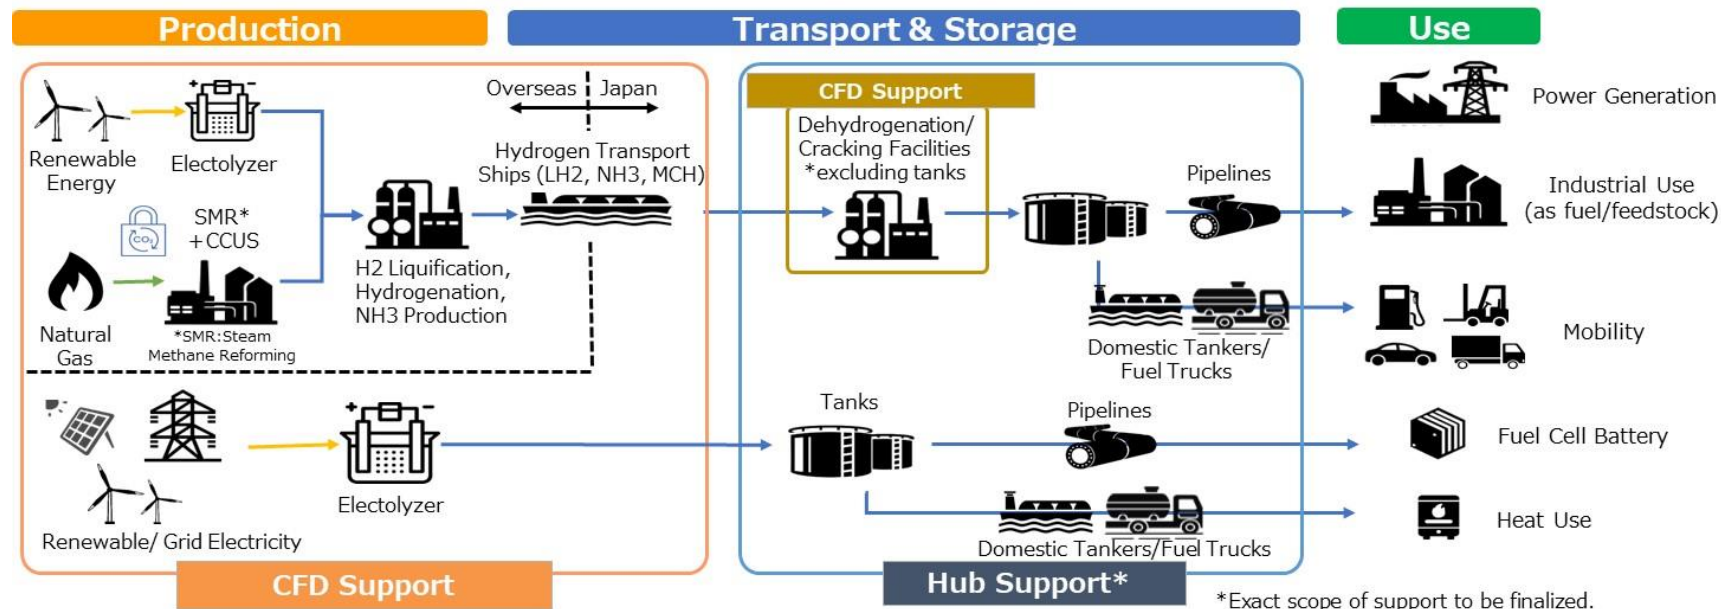 Production
Transport & Storage
Use
Overseas
Japan
Renewable
Energy
Electolyzer
SMR*
+CCUS
CO₂
Natural
Gas
*SMR:Steam
Methane Reforming
H2 Liquification,
Hydrogenation,
NH3 Production
Hydrogen Transport
Ships (LH2, NH3, MCH)
CFD Support
Dehydrogenation/
Cracking Facilities
*excluding tanks
Pipelines
Domestic Tankers/
Fuel Trucks
Renewable/ Grid Electricity
Electolyzer
Tanks
Pipelines
Domestic Tankers/Fuel Trucks
CFD Support
Hub Support*
Power Generation
Industrial Use
(as fuel/feedstock)
Mobility
Fuel Cell Battery
Heat Use
*Exact scope of support to be finalized.